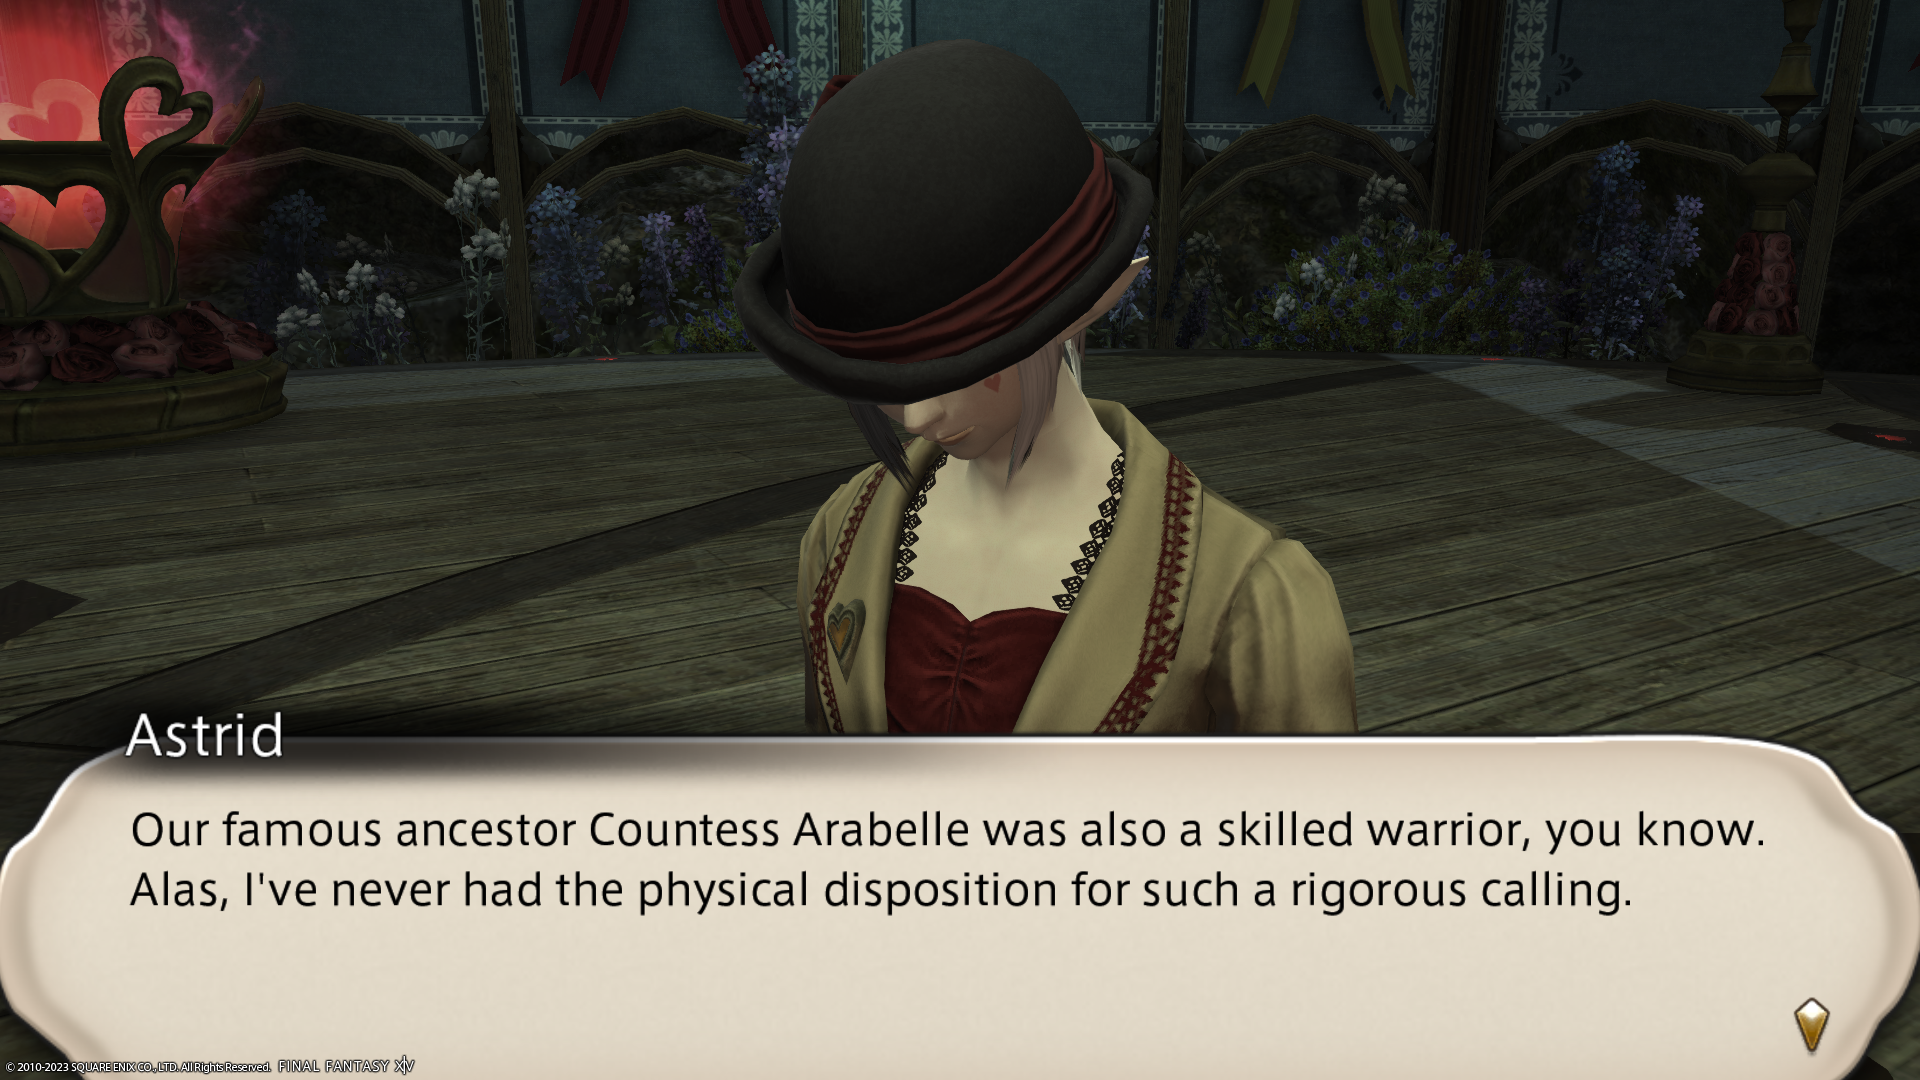 Astrid
Our famous ancestor Countess Arabelle was also a skilled warrior, you know.
Alas, I've never had the physical disposition for such a rigorous calling.
© 2010-2023 SQUARE ENIX CO., LTD. All Rights Reserved. FINAL FANTASY XIV